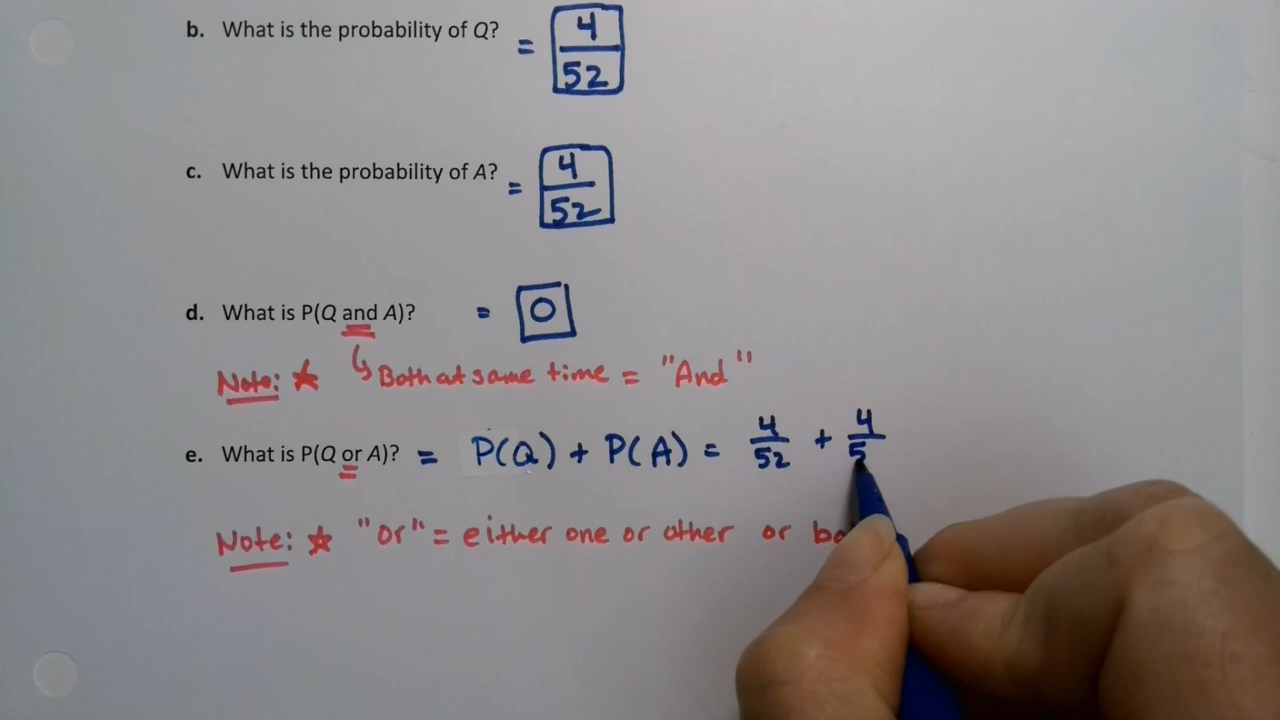 b. What is the probability of Q? = 4/52
c. What is the probability of A? = 4/52
d. What is P(Q and A)? = 0
Note: ★ ↳ Both at same time = "And"
e. What is P(Q or A)? = P(Q) + P(A) = 4/52 + 4/5
Note: ★ "or" = either one or other or